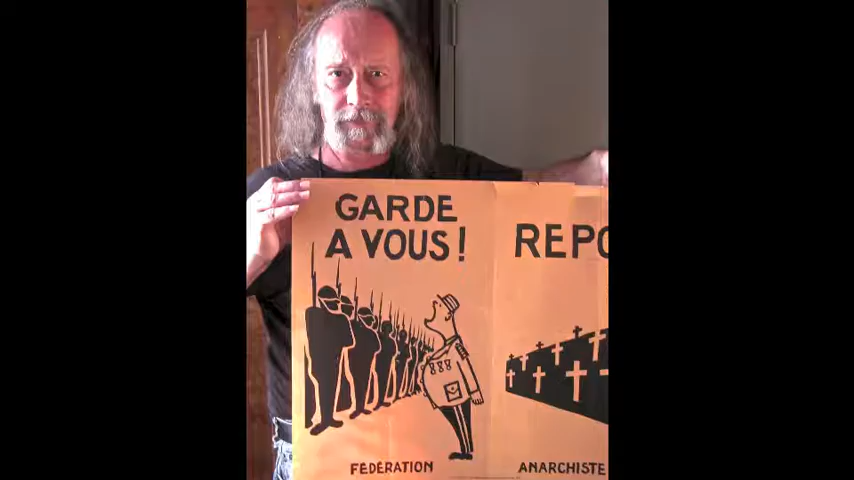 GARDE
A VOUS!
REPO
FÉDÉRATION
ANARCHISTE